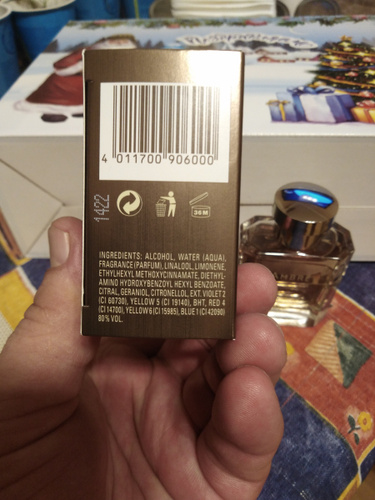 4 011700 906000
1422
36M
INGREDIENTS: ALCOHOL, WATER (AQUA),
FRAGRANCE (PARFUM), LINALOOL, LIMONENE,
ETHYLHEXYL METHOXYCINNAMATE, DIETHYL-
AMINO HYDROXYBENZOYL HEXYL BENZOATE,
CITRAL, GERANIOL, CITRONELLOL, EXT. VIOLET 2
(CI 60730), YELLOW 5 (CI 19140), BHT, RED 4
(CI 14700), YELLOW 6 (CI 15985), BLUE 1 (CI 42090)
80% VOL.